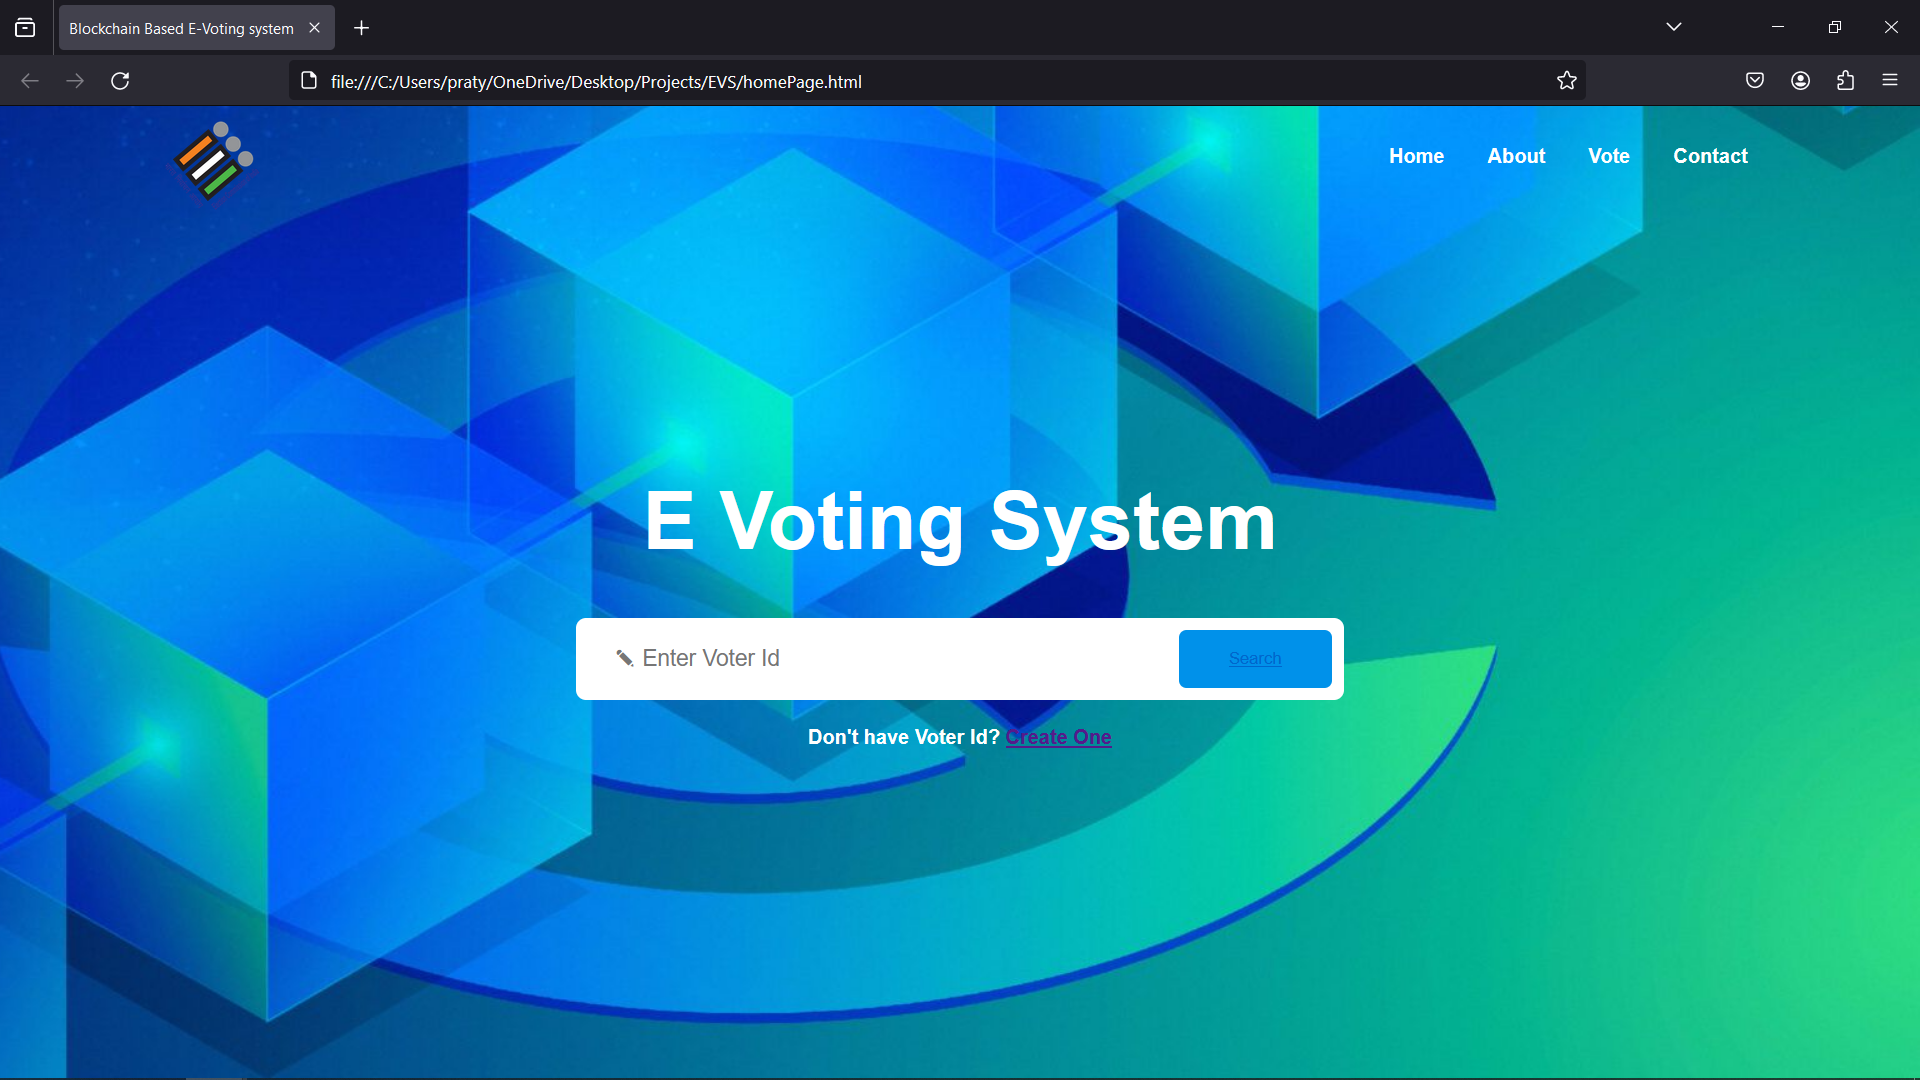 Blockchain Based E-Voting system
file:///C:/Users/praty/OneDrive/Desktop/Projects/EVS/homePage.html
Home About Vote Contact
E Voting System
Enter Voter Id
Search
Don't have Voter Id? Create One